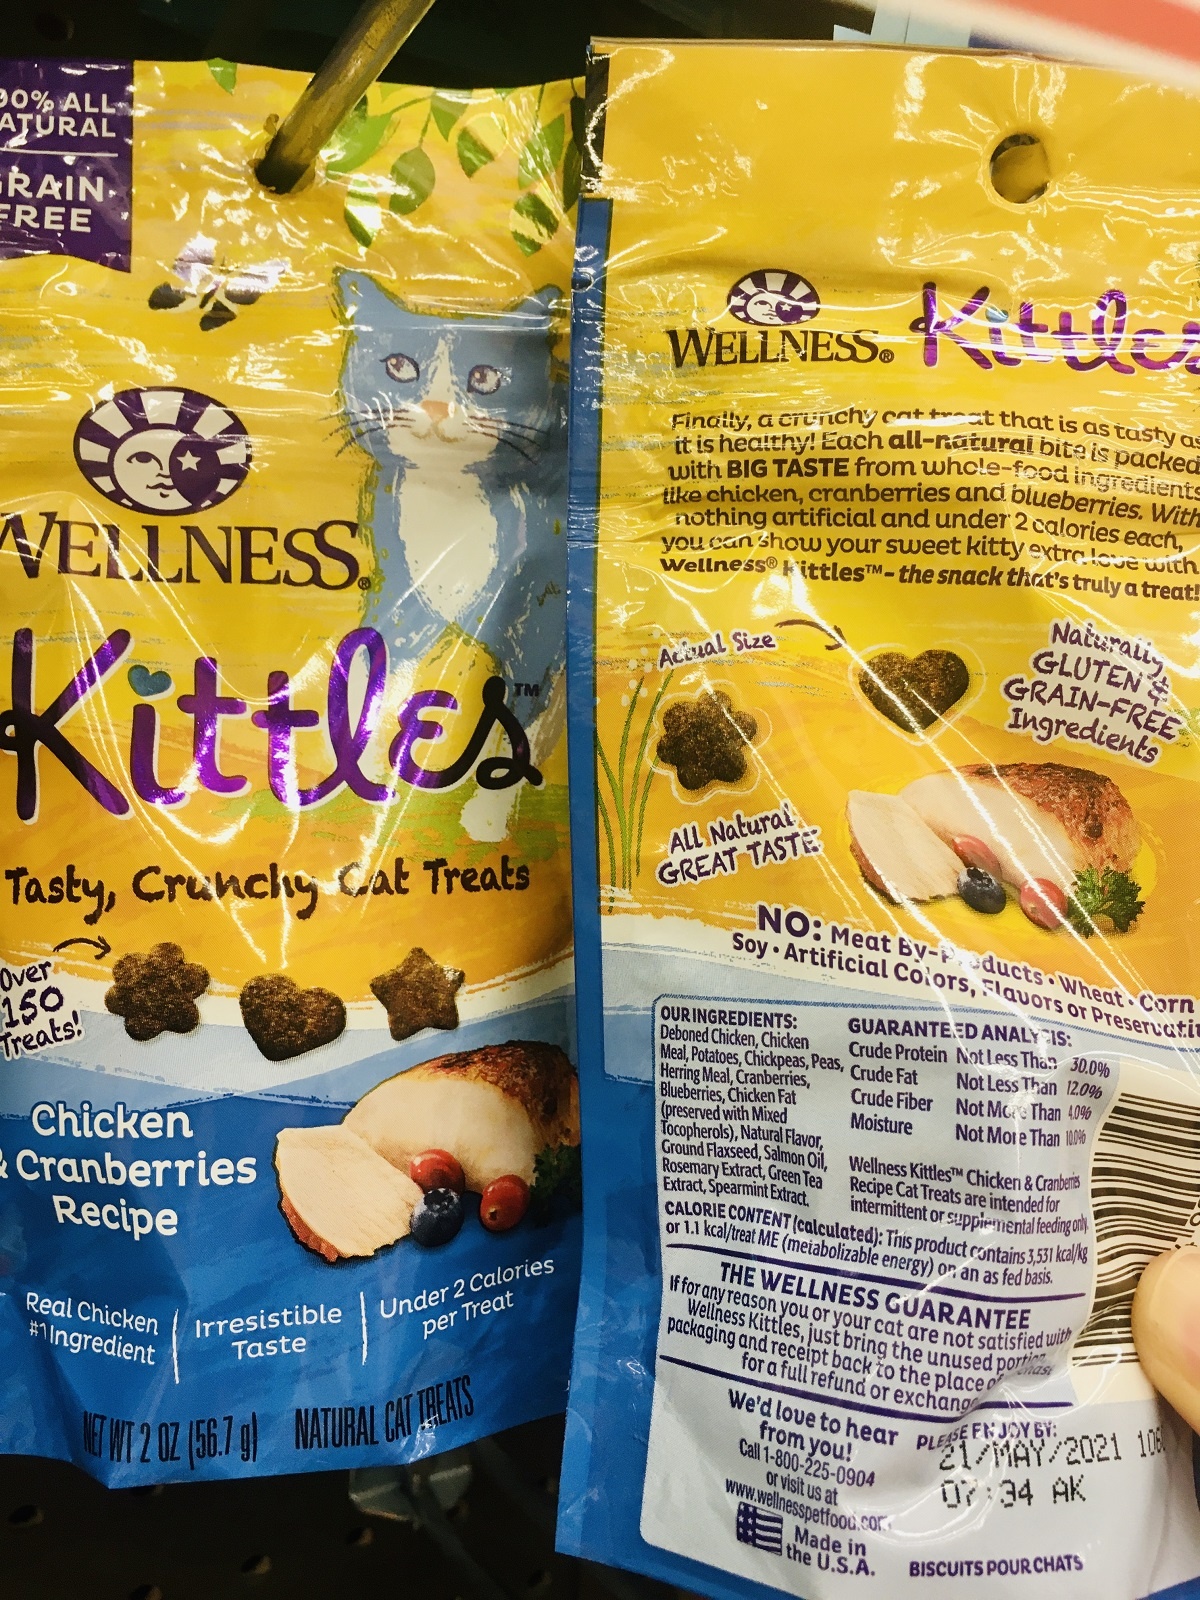 00% ALL
ATURAL
GRAIN
FREE
WELLNESS®
Kittles™
Tasty, Crunchy Cat Treats
Over
150
Treats!
Chicken
& Cranberries
Recipe
Real Chicken
#1 Ingredient
Irresistible
Taste
Under 2 Calories
per Treat
NET WT 2 OZ (56.7 g)
NATURAL CAT TREATS
WELLNESS® Kittles
Finally, a crunchy cat treat that is as tasty as
it is healthy! Each all-natural bite is packed
with BIG TASTE from whole-food ingredients
like chicken, cranberries and blueberries. With
nothing artificial and under 2 calories each,
you can show your sweet kitty extra love with
Wellness® Kittles™ - the snack that's truly a treat!
Actual Size
Naturally
GLUTEN &
GRAIN-FREE
Ingredients
All Natural,
GREAT TASTE
NO: Meat By-Products • Wheat • Corn
Soy • Artificial Colors, Flavors or Preservati
OUR INGREDIENTS:
Deboned Chicken, Chicken
Meal, Potatoes, Chickpeas, Peas,
Herring Meal, Cranberries,
Blueberries, Chicken Fat
(preserved with Mixed
Tocopherols), Natural Flavor,
Ground Flaxseed, Salmon Oil,
Rosemary Extract, Green Tea
Extract, Spearmint Extract.
GUARANTEED ANALYSIS:
Crude Protein Not Less Than 30.0%
Crude Fat Not Less Than 12.0%
Crude Fiber Not More Than 4.0%
Moisture Not More Than 10.0%
Wellness Kittles™ Chicken & Cranberries
Recipe Cat Treats are intended for
intermittent or supplemental feeding only.
CALORIE CONTENT (calculated): This product contains 3,531 kcal/kg
or 1.1 kcal/treat ME (metabolizable energy) on an as fed basis.
THE WELLNESS GUARANTEE
If for any reason you or your cat are not satisfied with
Wellness Kittles, just bring the unused portion,
packaging and receipt back to the place of purchase
for a full refund or exchange
We'd love to hear
from you!
Call 1-800-225-0904
or visit us at
www.wellnesspetfood.com
Made in
the U.S.A.
PLEASE ENJOY BY:
21/MAY/2021 106
07:34 AK
BISCUITS POUR CHATS